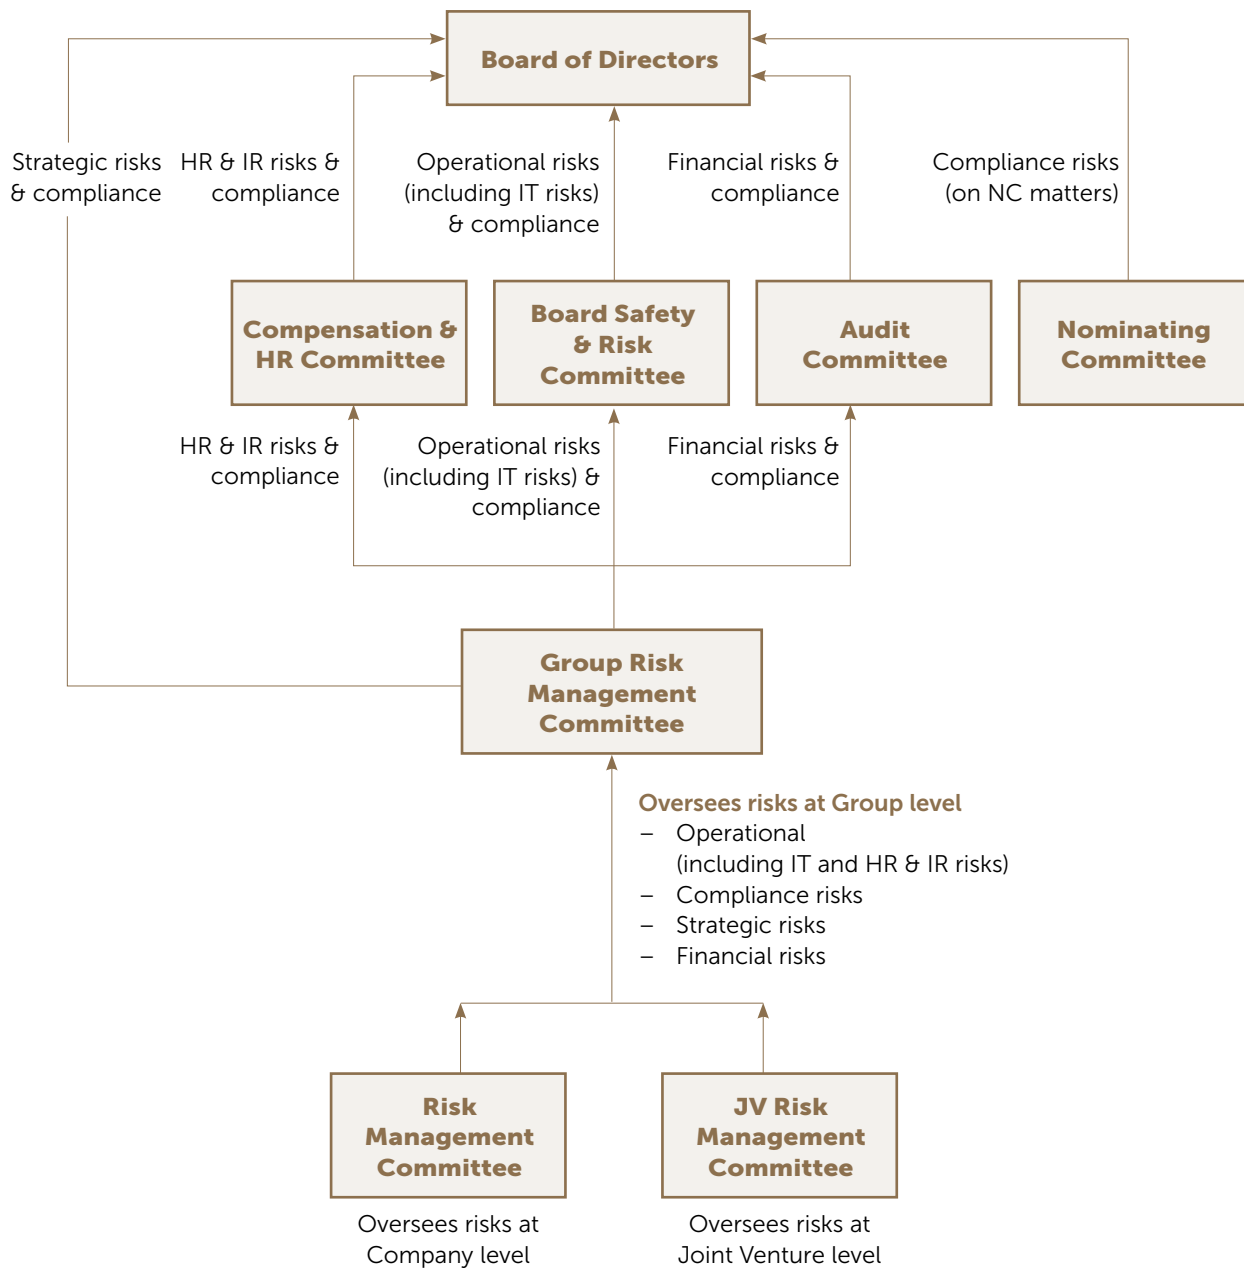 Board of Directors
Strategic risks
& compliance
HR & IR risks &
compliance
Operational risks
(including IT risks)
& compliance
Financial risks &
compliance
Compliance risks
(on NC matters)
Compensation &
HR Committee
Board Safety
& Risk
Committee
Audit
Committee
Nominating
Committee
HR & IR risks &
compliance
Operational risks
(including IT risks) &
compliance
Financial risks &
compliance
Group Risk
Management
Committee
Oversees risks at Group level
– Operational
(including IT and HR & IR risks)
– Compliance risks
– Strategic risks
– Financial risks
Risk
Management
Committee
JV Risk
Management
Committee
Oversees risks at
Company level
Oversees risks at
Joint Venture level